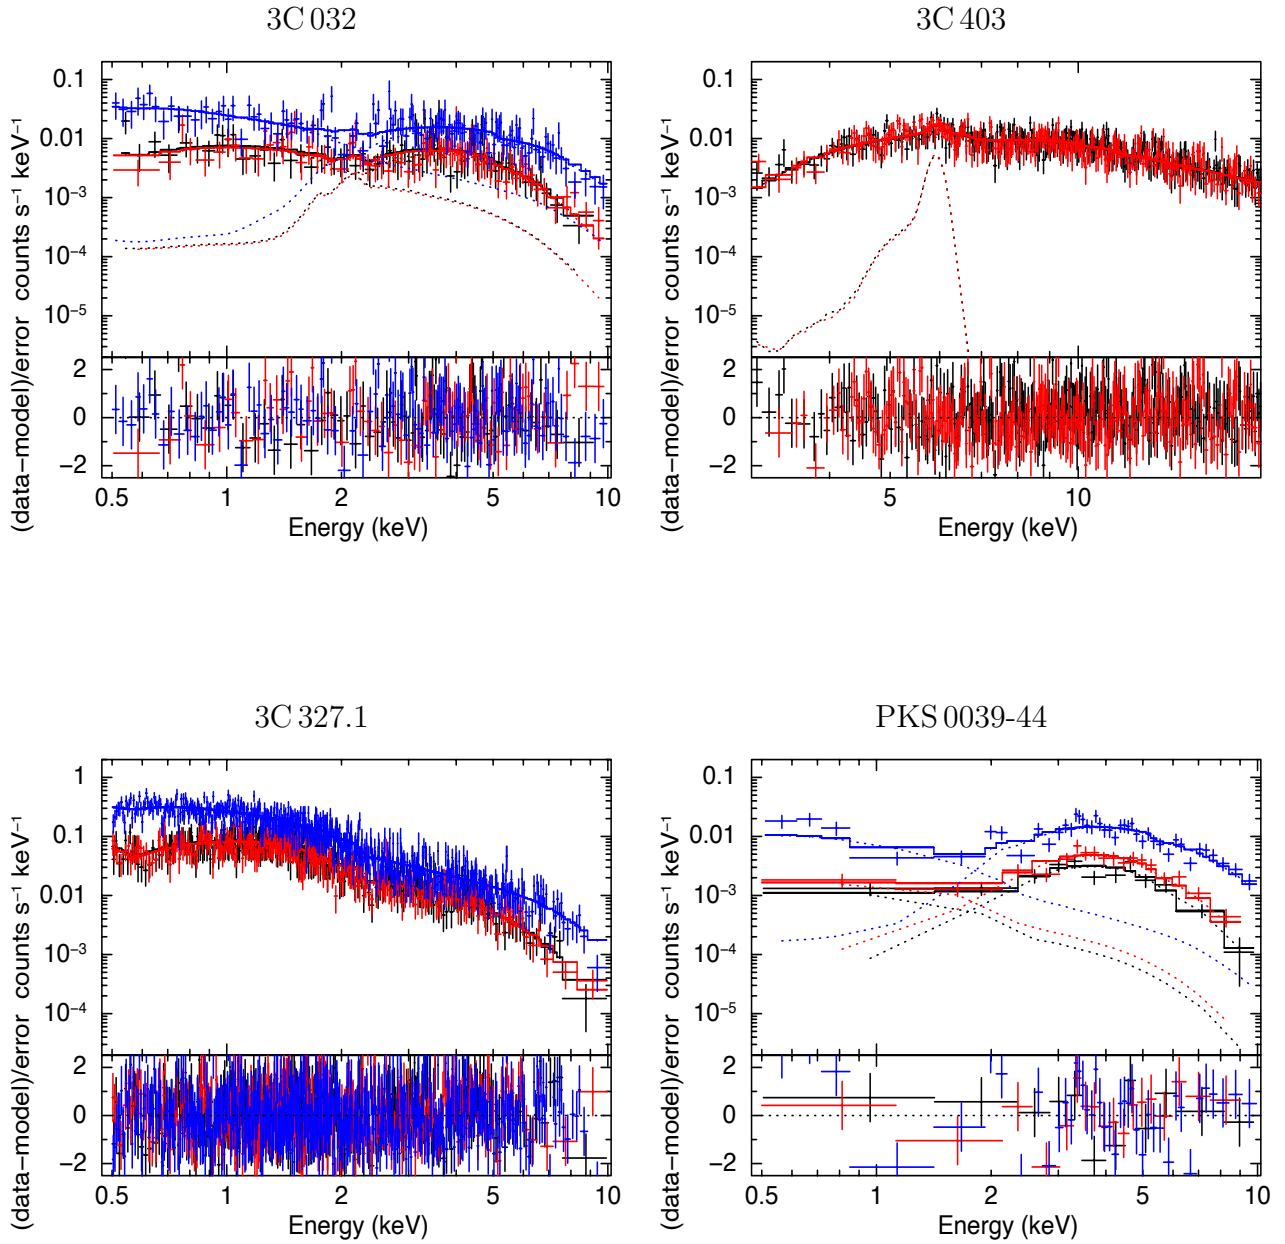 3C 032
0.1
0.01
10⁻³
10⁻⁴
10⁻⁵
2
0
−2
0.5 1 2 5 10
Energy (keV)
(data−model)/error counts s⁻¹ keV⁻¹
3C 403
0.1
0.01
10⁻³
10⁻⁴
10⁻⁵
2
0
−2
5 10
Energy (keV)
(data−model)/error counts s⁻¹ keV⁻¹
3C 327.1
1
0.1
0.01
10⁻³
10⁻⁴
2
0
−2
0.5 1 2 5 10
Energy (keV)
(data−model)/error counts s⁻¹ keV⁻¹
PKS 0039-44
0.1
0.01
10⁻³
10⁻⁴
10⁻⁵
2
0
−2
0.5 1 2 5 10
Energy (keV)
(data−model)/error counts s⁻¹ keV⁻¹